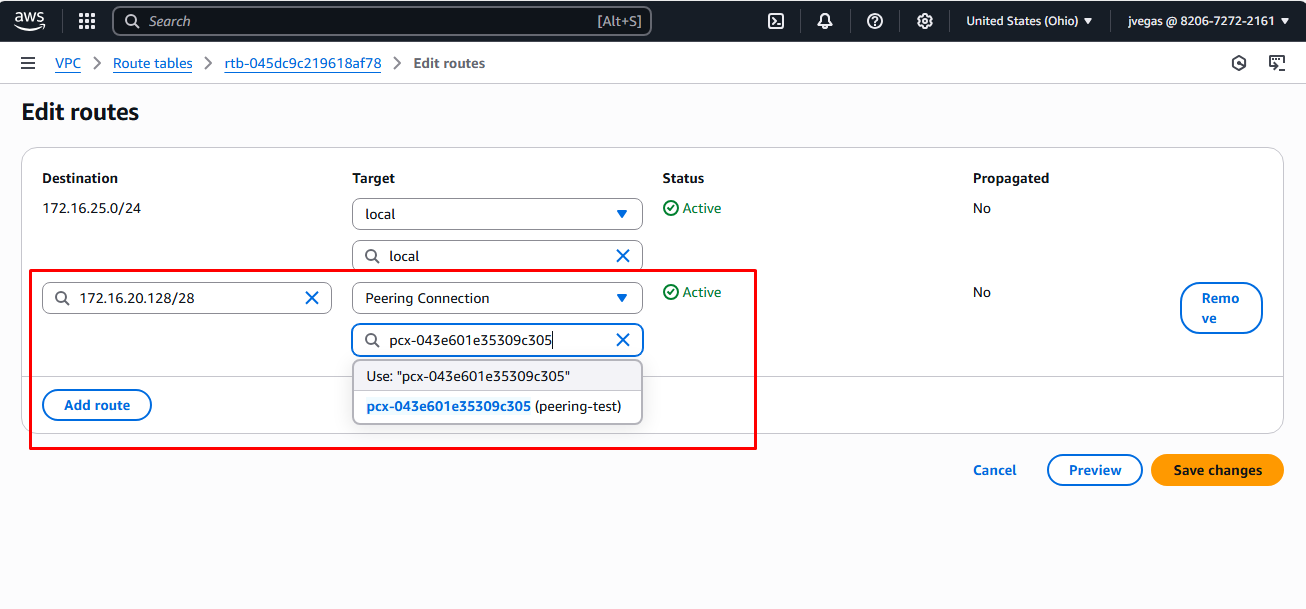 aws
Search [Alt+S] United States (Ohio) jvegas @ 8206-7272-2161
VPC Route tables rtb-045dc9c219618af78 Edit routes
Edit routes
Destination Target Status Propagated
172.16.25.0/24 local Active No
local
172.16.20.128/28 Peering Connection Active No
Remo
ve
pcx-043e601e35309c305
Use: "pcx-043e601e35309c305"
Add route pcx-043e601e35309c305 (peering-test)
Cancel Preview Save changes